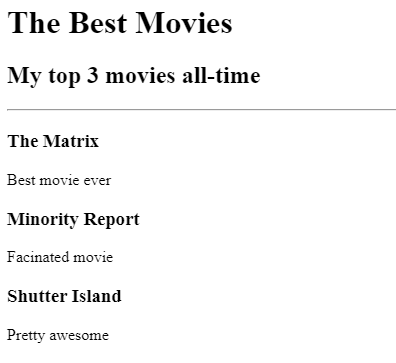 The Best Movies
My top 3 movies all-time
The Matrix
Best movie ever
Minority Report
Facinated movie
Shutter Island
Pretty awesome